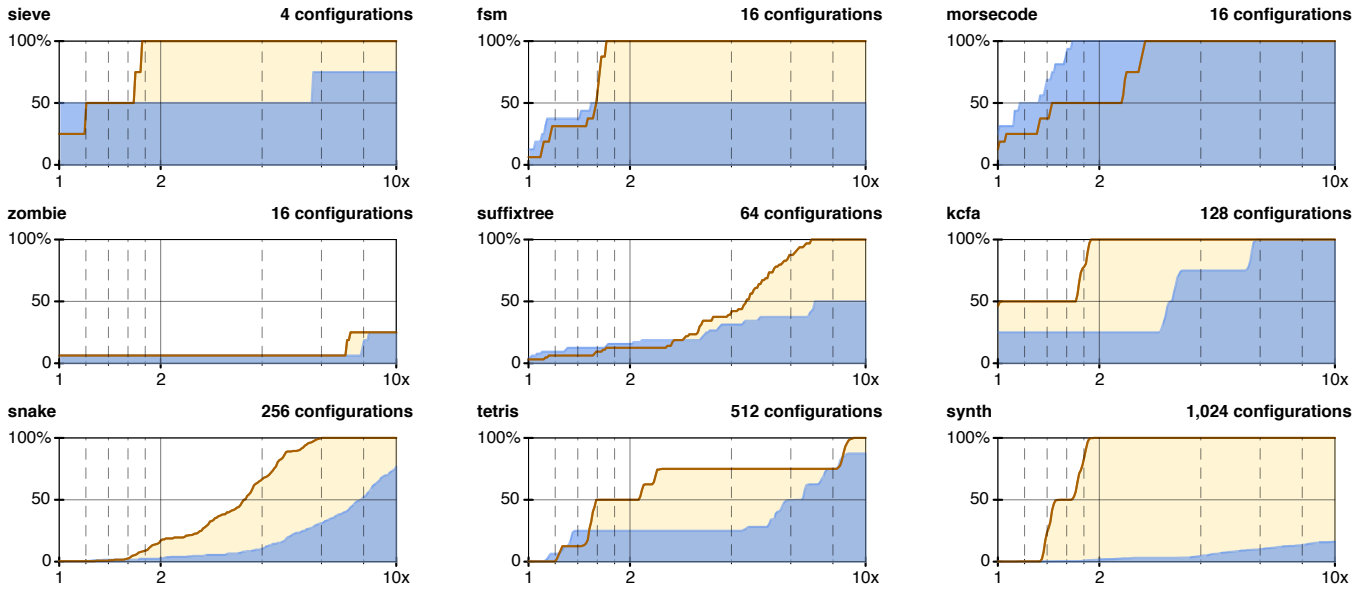 sieve 4 configurations
fsm 16 configurations
morsecode 16 configurations
100%
50
0
1 2 10x
100%
50
0
1 2 10x
100%
50
0
1 2 10x
zombie 16 configurations
suffixtree 64 configurations
kcfa 128 configurations
100%
50
0
1 2 10x
100%
50
0
1 2 10x
100%
50
0
1 2 10x
snake 256 configurations
tetris 512 configurations
synth 1,024 configurations
100%
50
0
1 2 10x
100%
50
0
1 2 10x
100%
50
0
1 2 10x